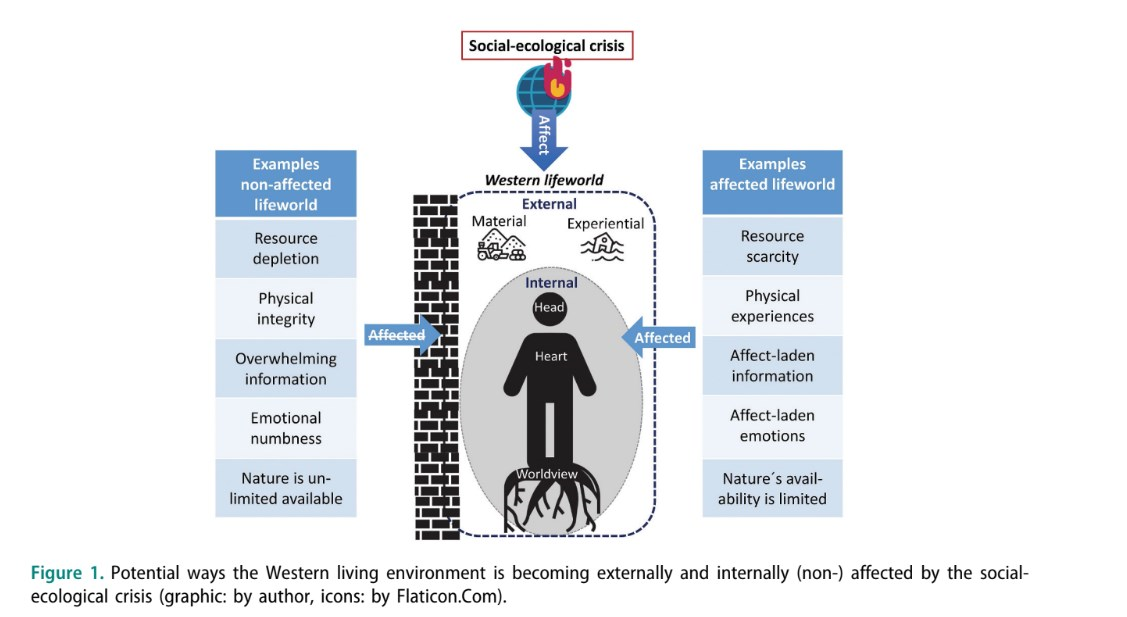 Social-ecological crisis
Affect
Western lifeworld
Examples
non-affected
lifeworld
Resource
depletion
Physical
integrity
Overwhelming
information
Emotional
numbness
Nature is un-
limited available
Affected
External
Material
Experiential
Internal
Head
Heart
Worldview
Affected
Examples
affected lifeworld
Resource
scarcity
Physical
experiences
Affect-laden
information
Affect-laden
emotions
Nature´s avail-
ability is limited
Figure 1. Potential ways the Western living environment is becoming externally and internally (non-) affected by the social-
ecological crisis (graphic: by author, icons: by Flaticon.Com).